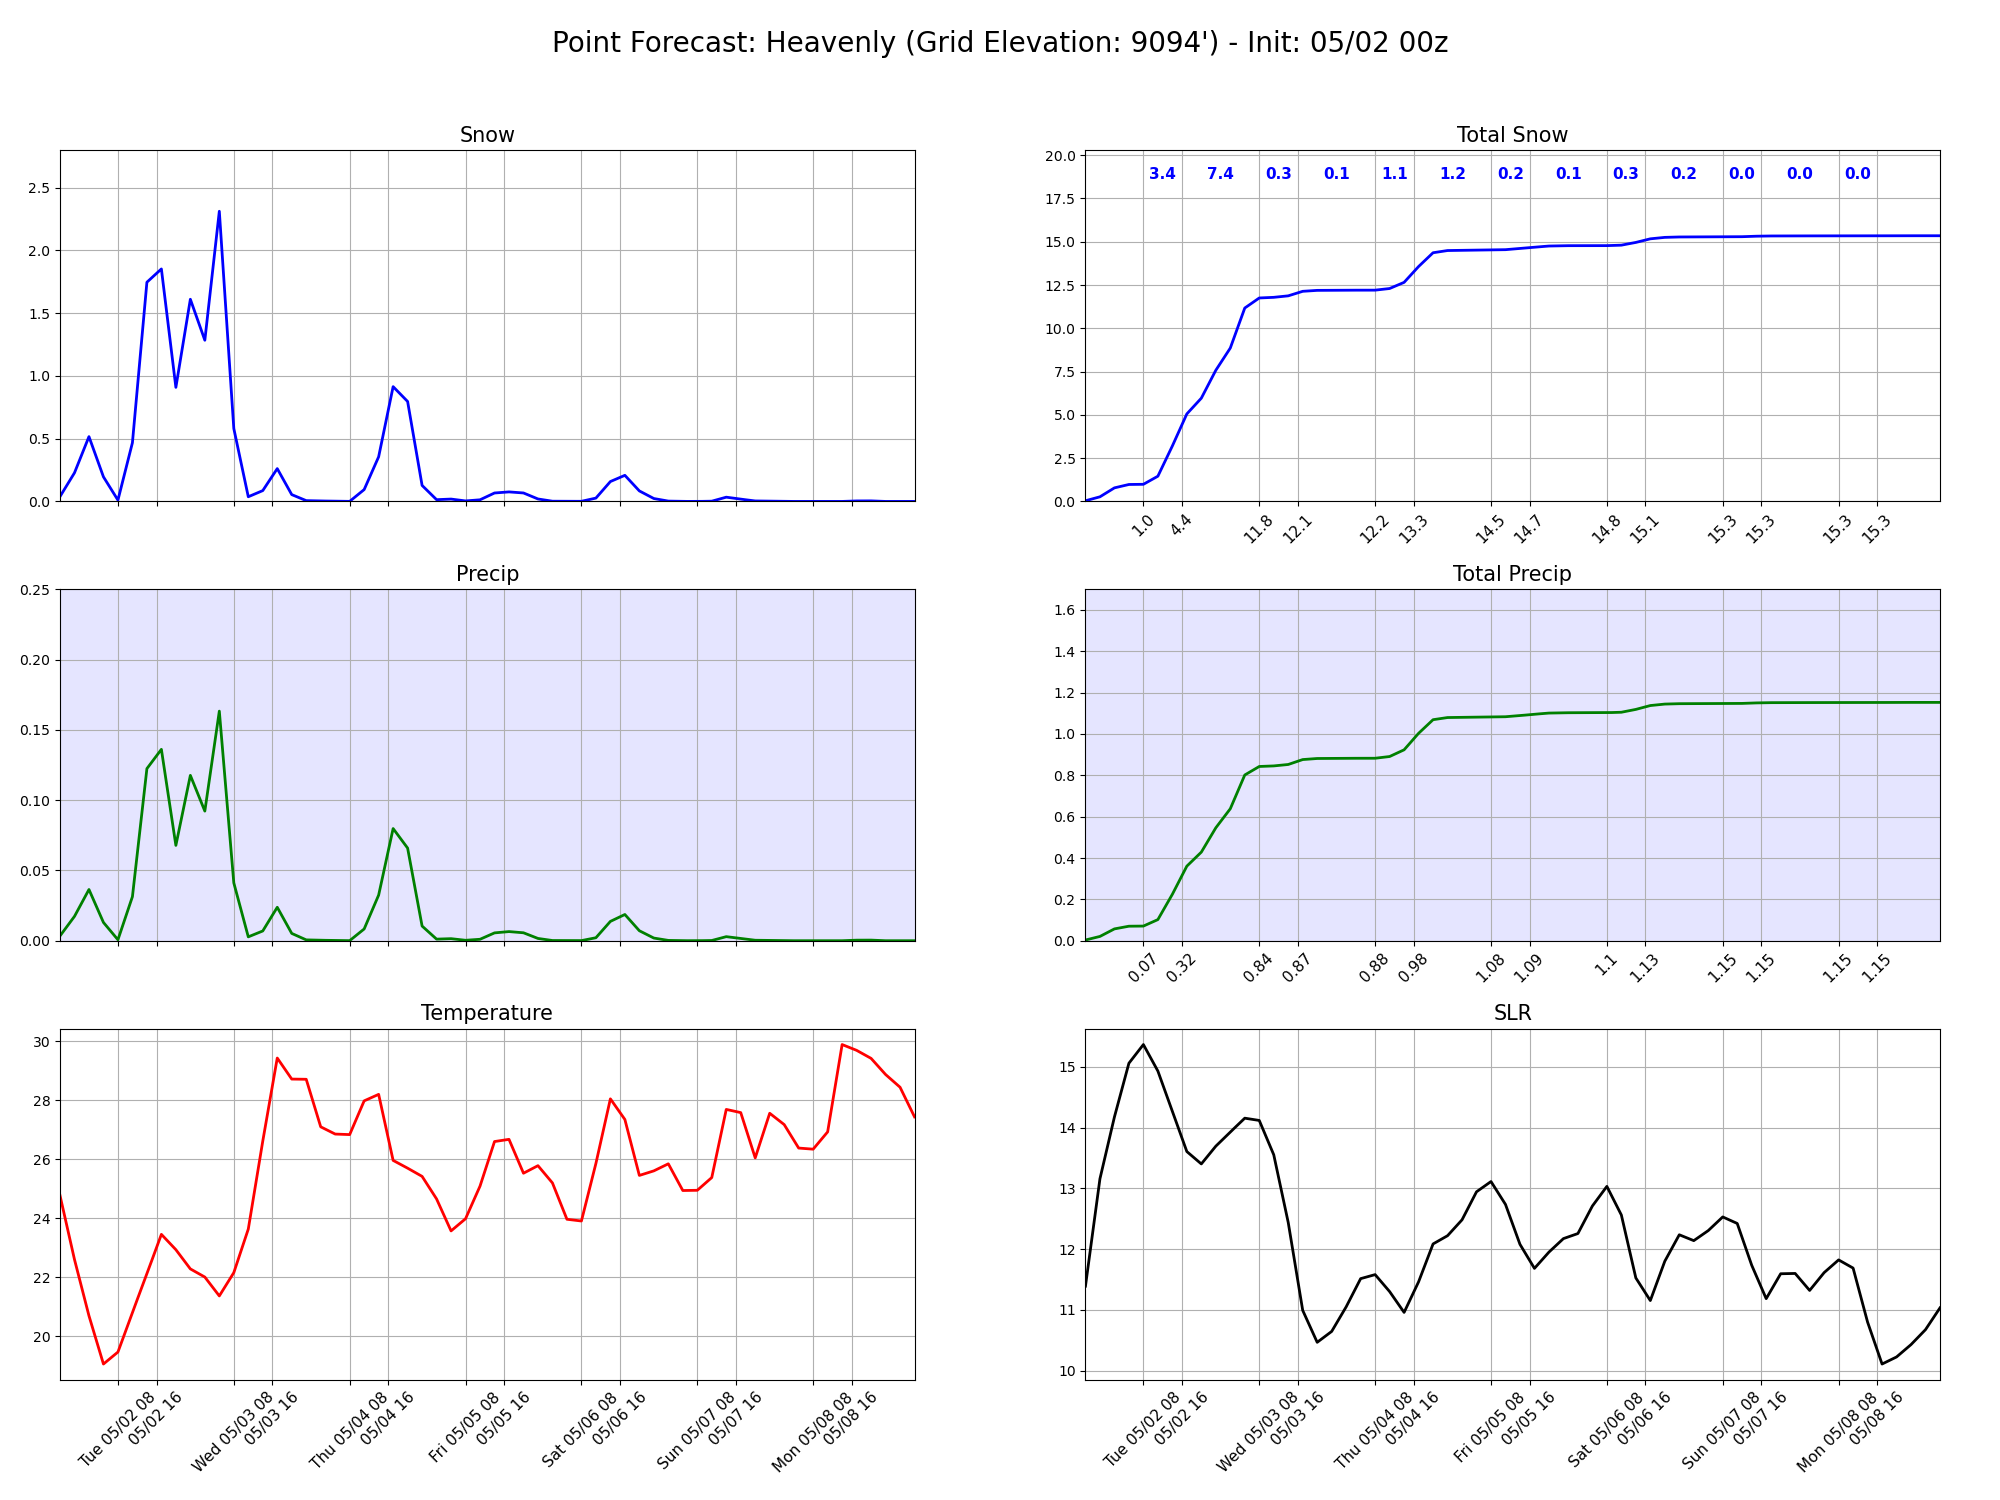 Point Forecast: Heavenly (Grid Elevation: 9094') - Init: 05/02 00z
Snow
2.5
2.0
1.5
1.0
0.5
0.0
Total Snow
20.0
17.5
15.0
12.5
10.0
7.5
5.0
2.5
0.0
3.4 7.4 0.3 0.1 1.1 1.2 0.2 0.1 0.3 0.2 0.0 0.0 0.0
1.0 4.4 11.8 12.1 12.2 13.3 14.5 14.7 14.8 15.1 15.3 15.3 15.3 15.3
Precip
0.25
0.20
0.15
0.10
0.05
0.00
Total Precip
1.6
1.4
1.2
1.0
0.8
0.6
0.4
0.2
0.0
0.07 0.32 0.84 0.87 0.88 0.98 1.08 1.09 1.1 1.13 1.15 1.15 1.15 1.15
Temperature
30
28
26
24
22
20
Tue 05/02 08
05/02 16
Wed 05/03 08
05/03 16
Thu 05/04 08
05/04 16
Fri 05/05 08
05/05 16
Sat 05/06 08
05/06 16
Sun 05/07 08
05/07 16
Mon 05/08 08
05/08 16
SLR
15
14
13
12
11
10
Tue 05/02 08
05/02 16
Wed 05/03 08
05/03 16
Thu 05/04 08
05/04 16
Fri 05/05 08
05/05 16
Sat 05/06 08
05/06 16
Sun 05/07 08
05/07 16
Mon 05/08 08
05/08 16